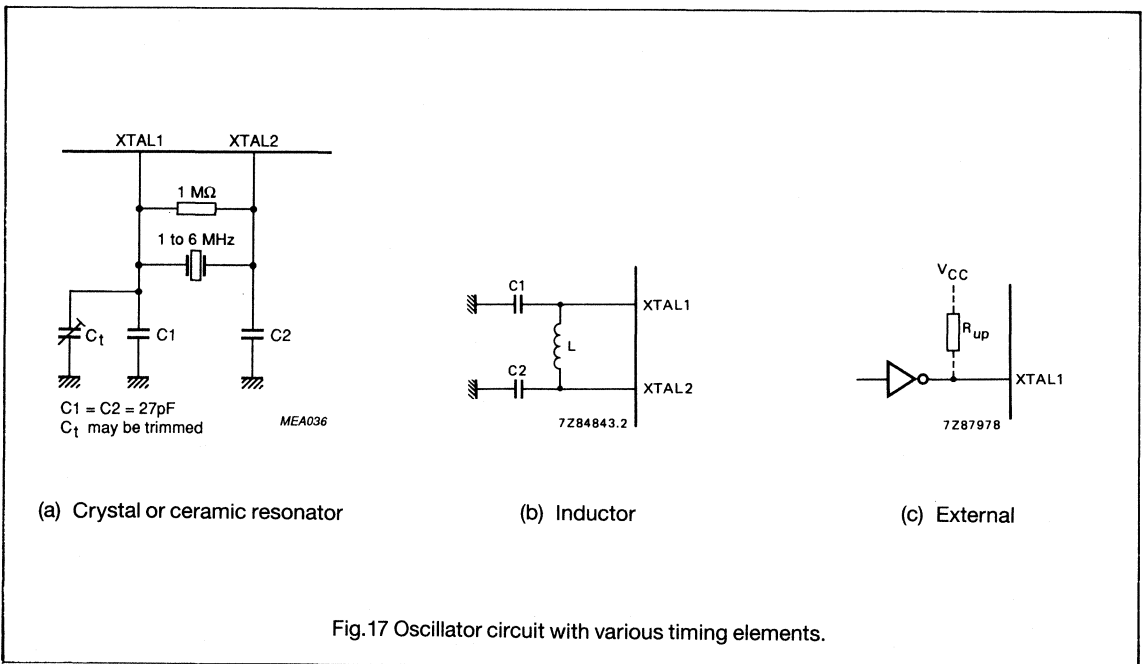 XTAL1 XTAL2
1 MΩ
1 to 6 MHz
Ct C1 C2
C1 = C2 = 27pF
Ct may be trimmed
MEA036
(a) Crystal or ceramic resonator
C1
XTAL1
L
C2
XTAL2
7Z84843.2
(b) Inductor
VCC
Rup
XTAL1
7Z87978
(c) External
Fig.17 Oscillator circuit with various timing elements.